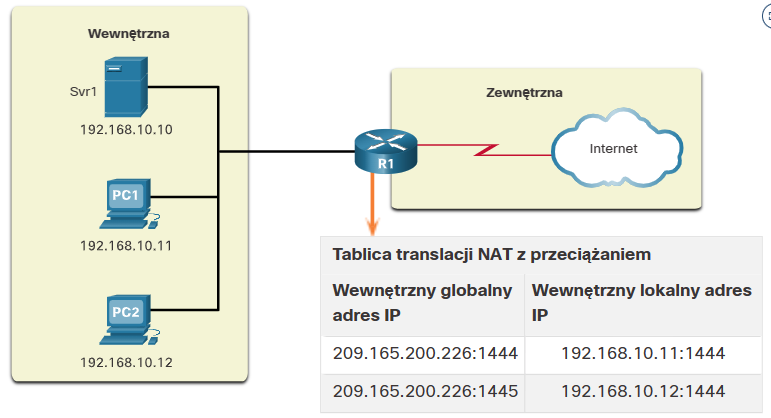 Wewnętrzna
Svr1
192.168.10.10
PC1
192.168.10.11
PC2
192.168.10.12
Zewnętrzna
Internet
R1
Tablica translacji NAT z przeciążaniem
Wewnętrzny globalny adres IP
Wewnętrzny lokalny adres IP
209.165.200.226:1444
192.168.10.11:1444
209.165.200.226:1445
192.168.10.12:1444